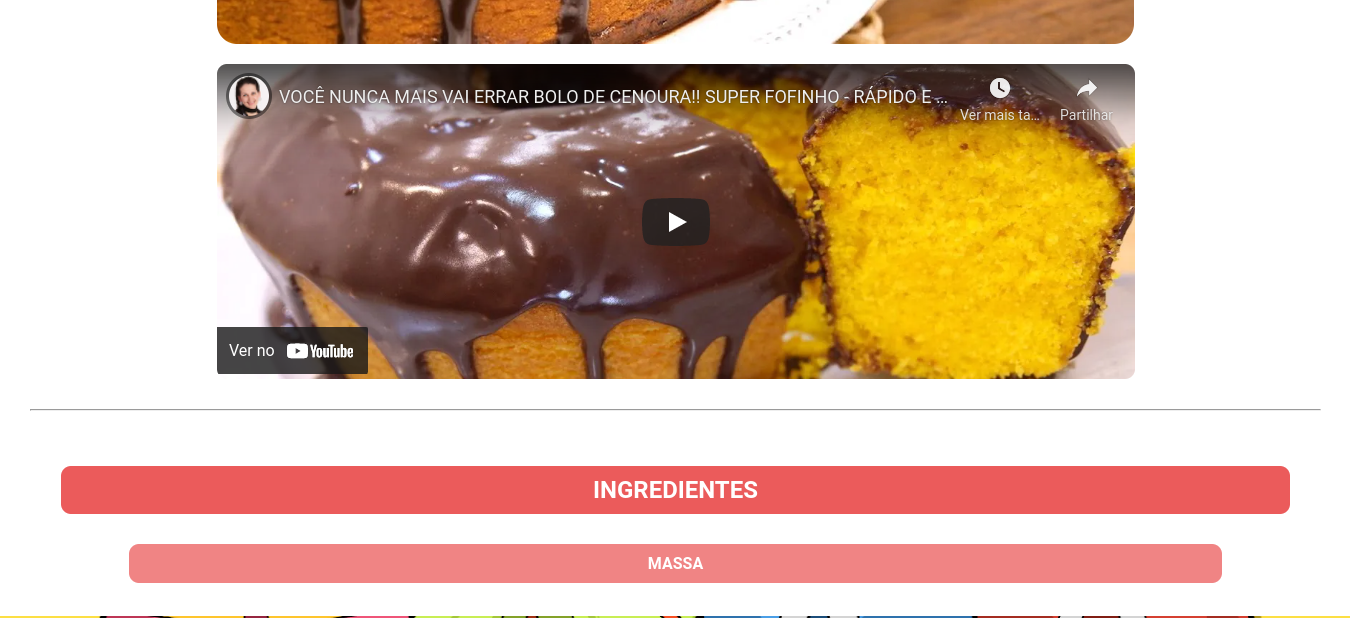 VOCÊ NUNCA MAIS VAI ERRAR BOLO DE CENOURA!! SUPER FOFINHO - RÁPIDO E ...
Ver mais ta...
Partilhar
Ver no YouTube
INGREDIENTES
MASSA